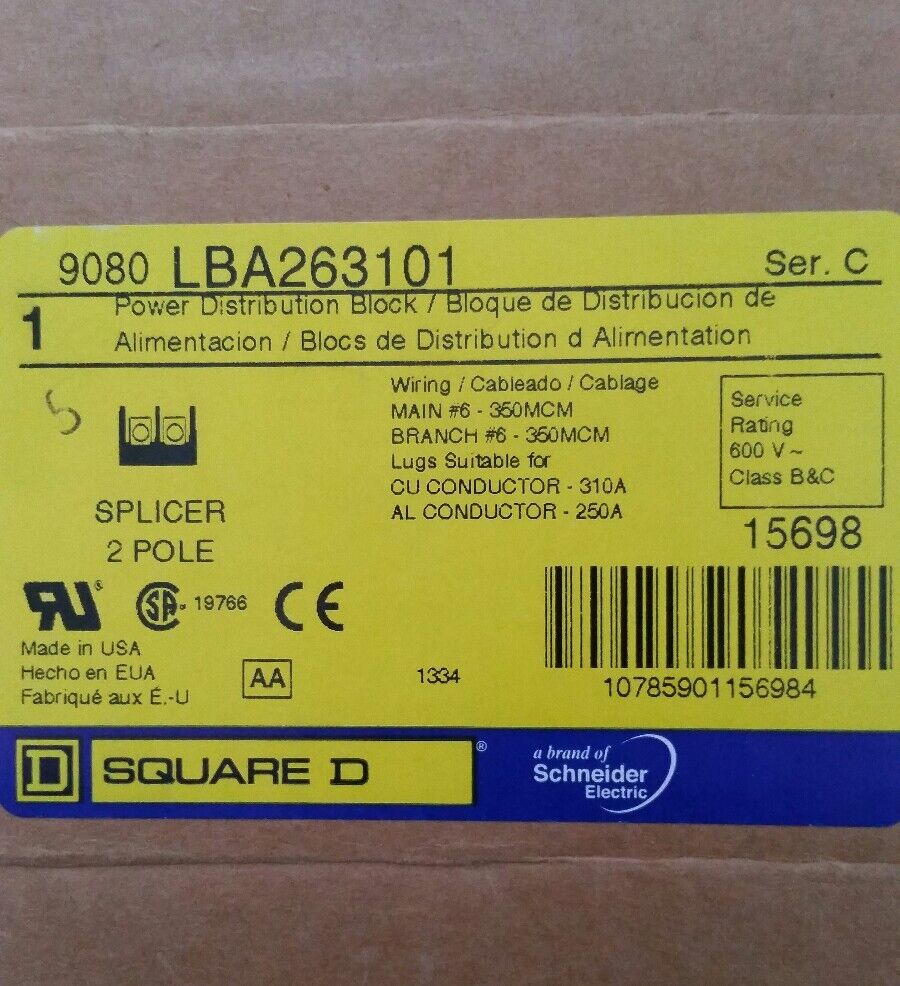 9080 LBA263101 Ser. C
1 Power Distribution Block / Bloque de Distribucion de
Alimentacion / Blocs de Distribution d Alimentation
5
Wiring / Cableado / Cablage
MAIN #6 - 350MCM
BRANCH #6 - 350MCM
Lugs Suitable for
CU CONDUCTOR - 310A
AL CONDUCTOR - 250A
Service
Rating
600 V ~
Class B&C
SPLICER
2 POLE
15698
RU ® SA ® 19766 CE
Made in USA
Hecho en EUA
Fabriqué aux É.-U
AA
1334
10785901156984
D SQUARE D ®
a brand of
Schneider
Electric